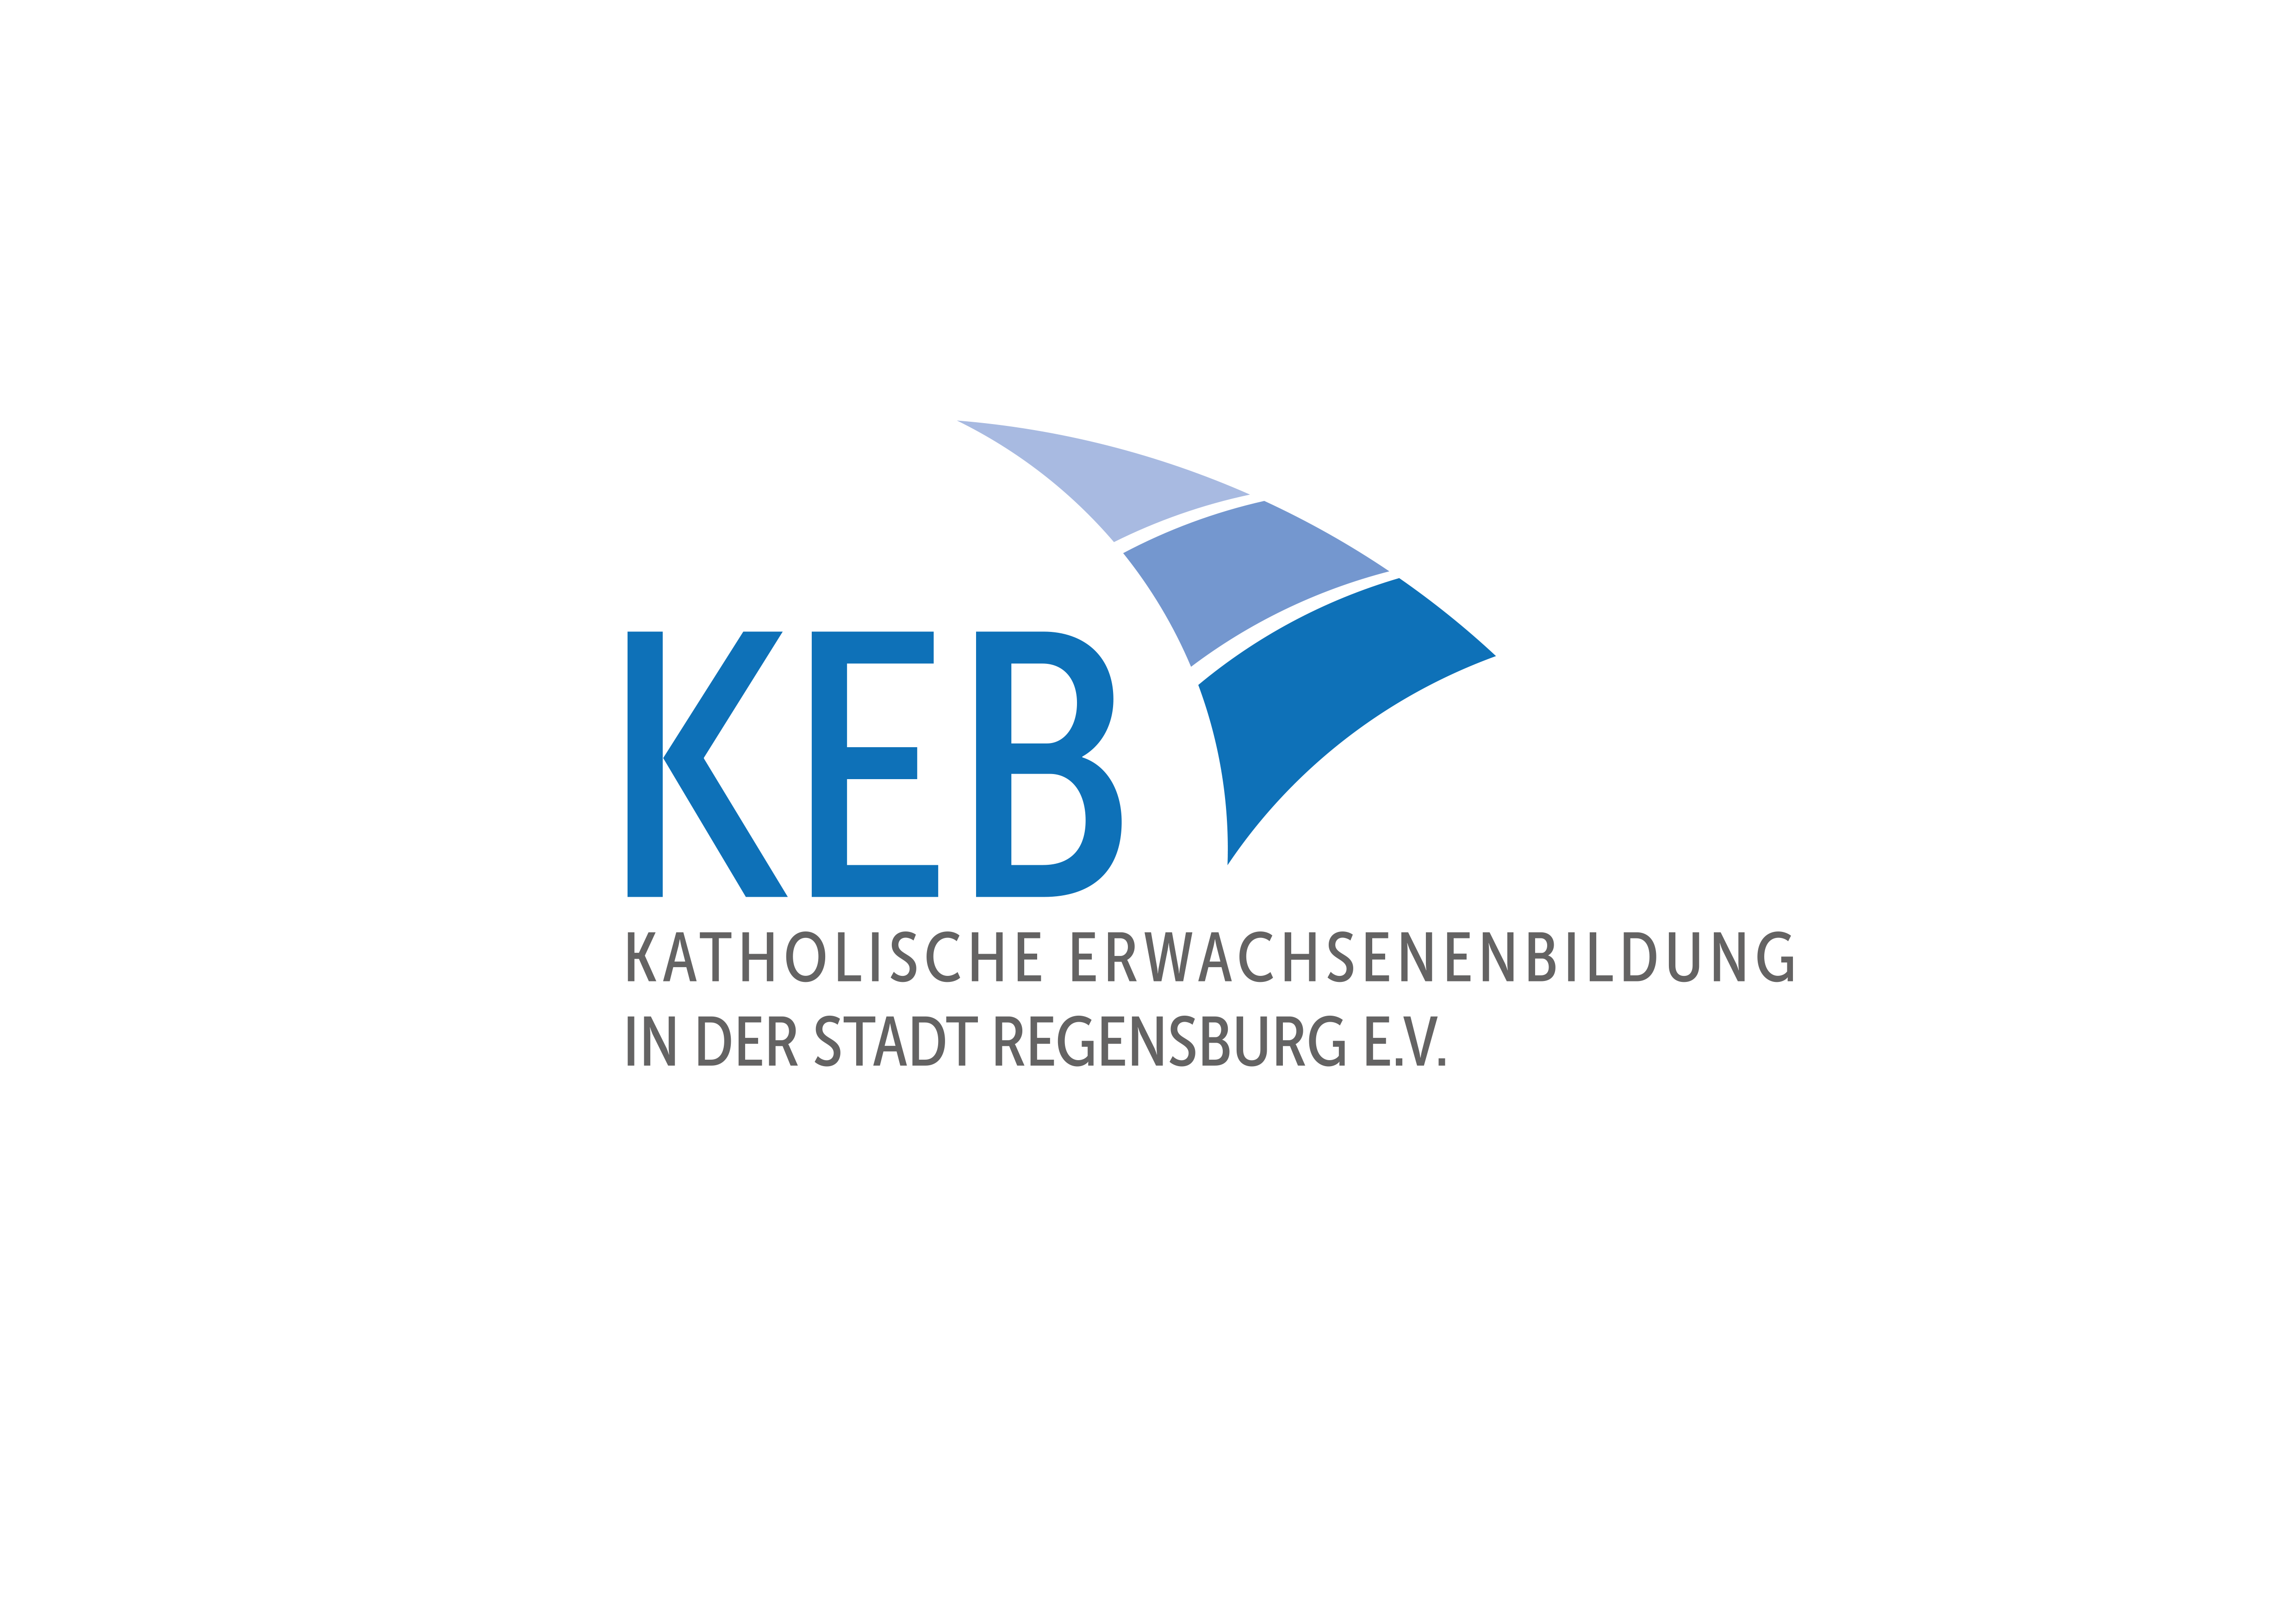 KEB
KATHOLISCHE ERWACHSENENBILDUNG
IN DER STADT REGENSBURG E.V.